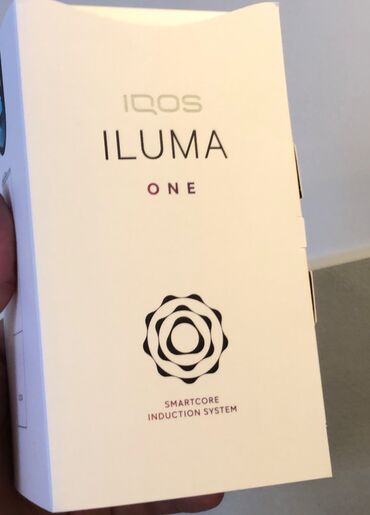 IQOS
ILUMA
ONE
SMARTCORE
INDUCTION SYSTEM